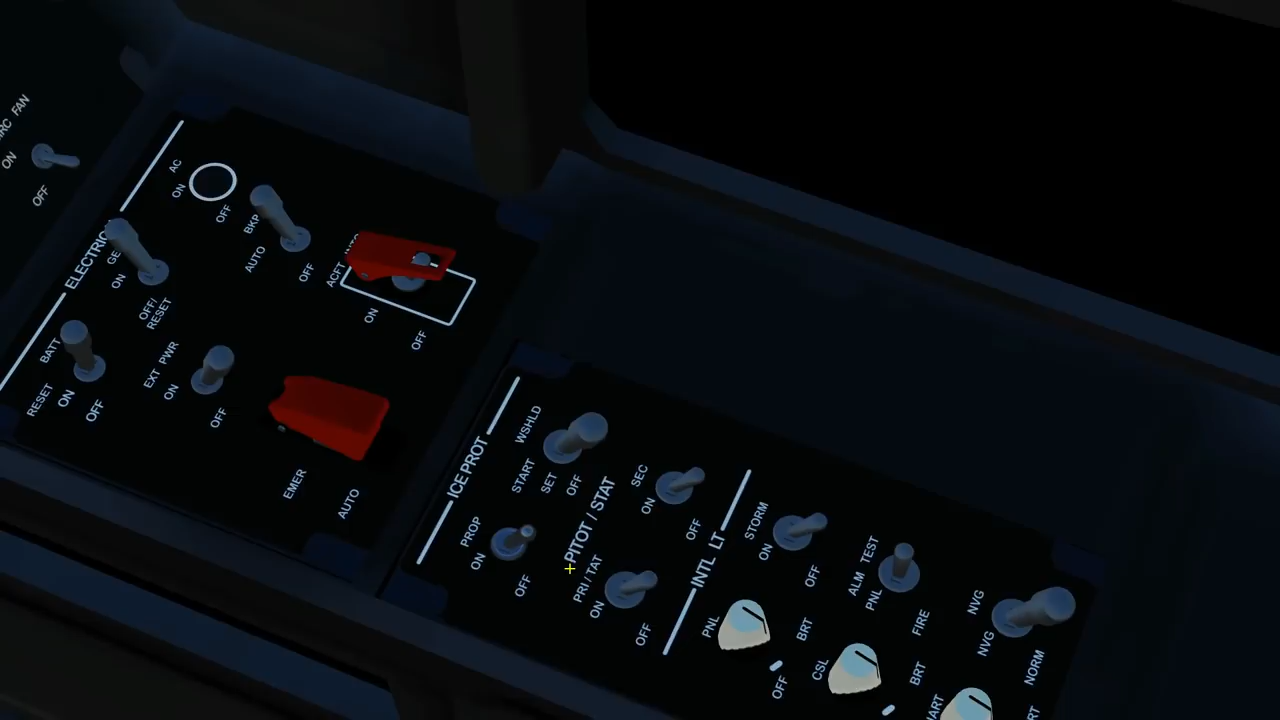 FAN
ON
OFF
ELECTRIC
AC
ON
OFF
ON
OFF/
RESET
BKP
AUTO
OFF
ACFT
ON
OFF
BATT
RESET
ON
OFF
EXT PWR
ON
OFF
EMER
AUTO
ICE PROT
WSHLD
START
SET
OFF
PROP
ON
OFF
PITOT / STAT
SEC
ON
OFF
PRI / TAT
ON
OFF
INTL LT
STORM
ON
OFF
ALM TEST
PNL
FIRE
NVG
NVG
NORM
PNL
BRT
OFF
CSL
BRT